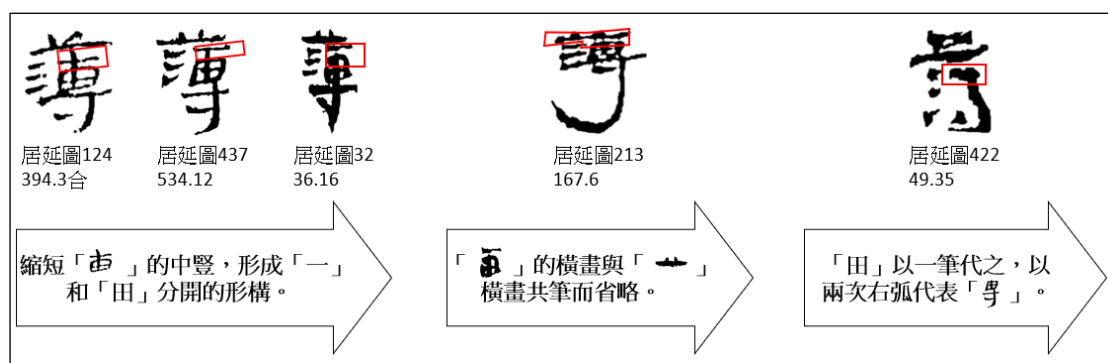 居延圖124
394.3合
居延圖437
534.12
居延圖32
36.16
居延圖213
167.6
居延圖422
49.35
縮短「 」的中豎，形成「一」
和「田」分開的形構。
「 」的橫畫與「 」
橫畫共筆而省略。
「田」以一筆代之，以
兩次右弧代表「 」。